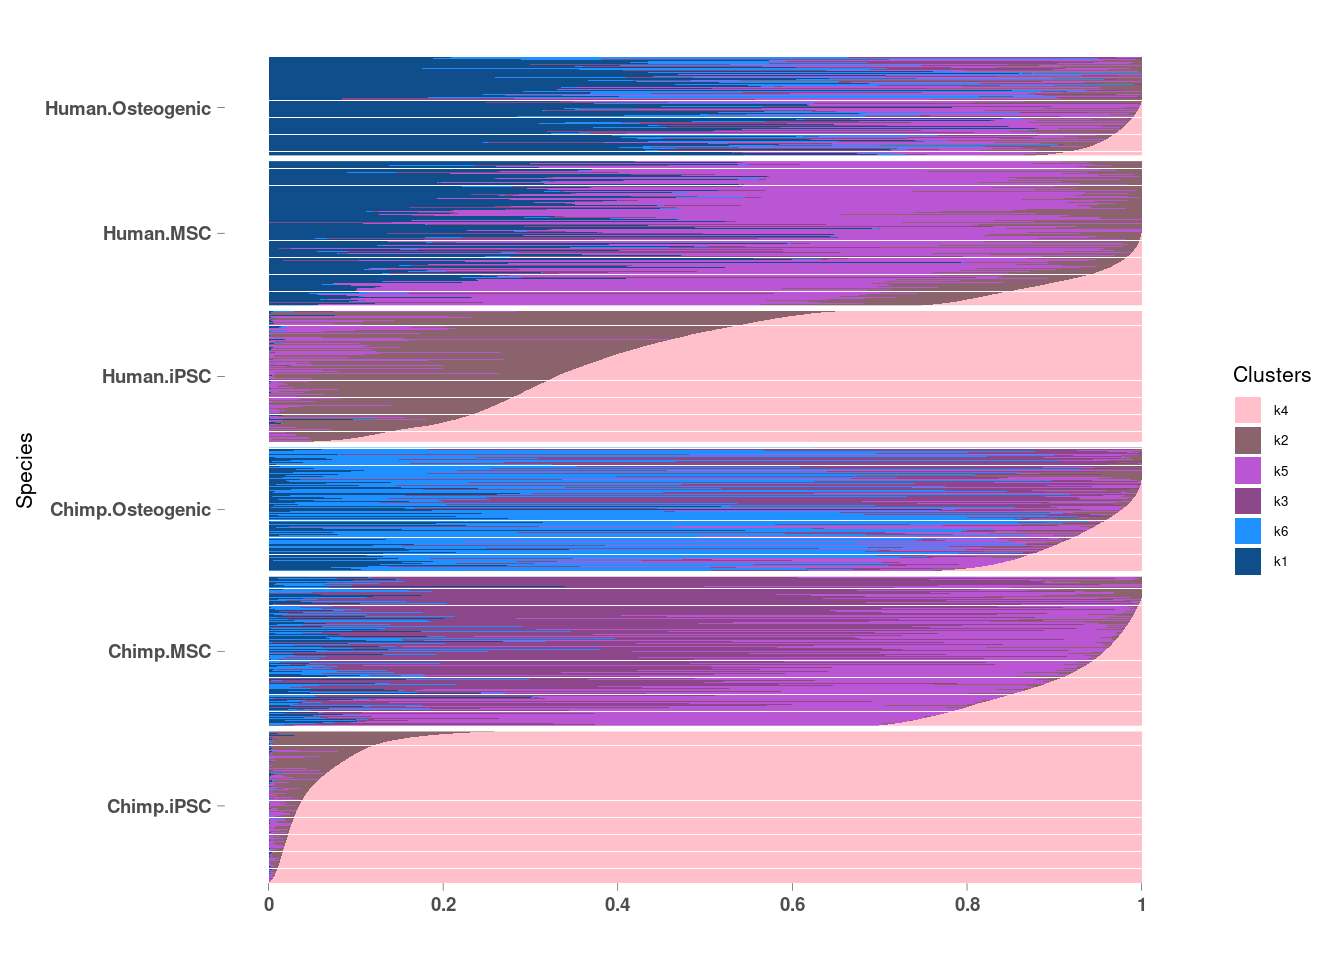 Human.Osteogenic
Human.MSC
Human.iPSC
Chimp.Osteogenic
Chimp.MSC
Chimp.iPSC
Species
0 0.2 0.4 0.6 0.8 1
Clusters
k4
k2
k5
k3
k6
k1